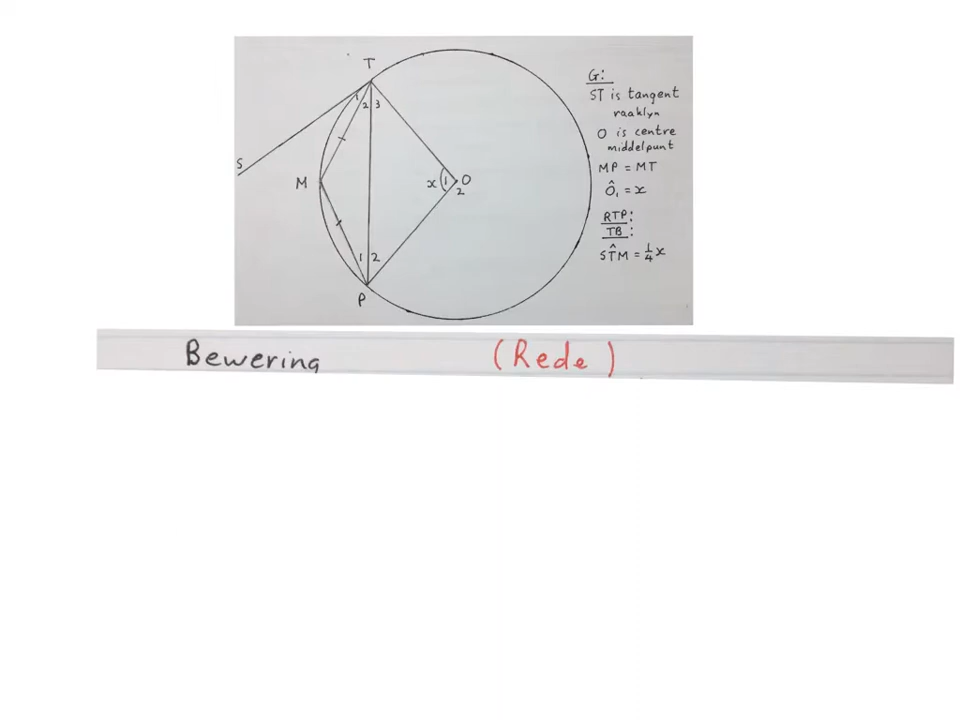 T
1 2 3
S
M
x 1 O
2
1 2
P
G:
ST is tangent
raaklyn
O is centre
middelpunt
MP = MT
Ô₁ = x
RTP:
TB:
ST̂M = ¼x
Bewering (Rede)